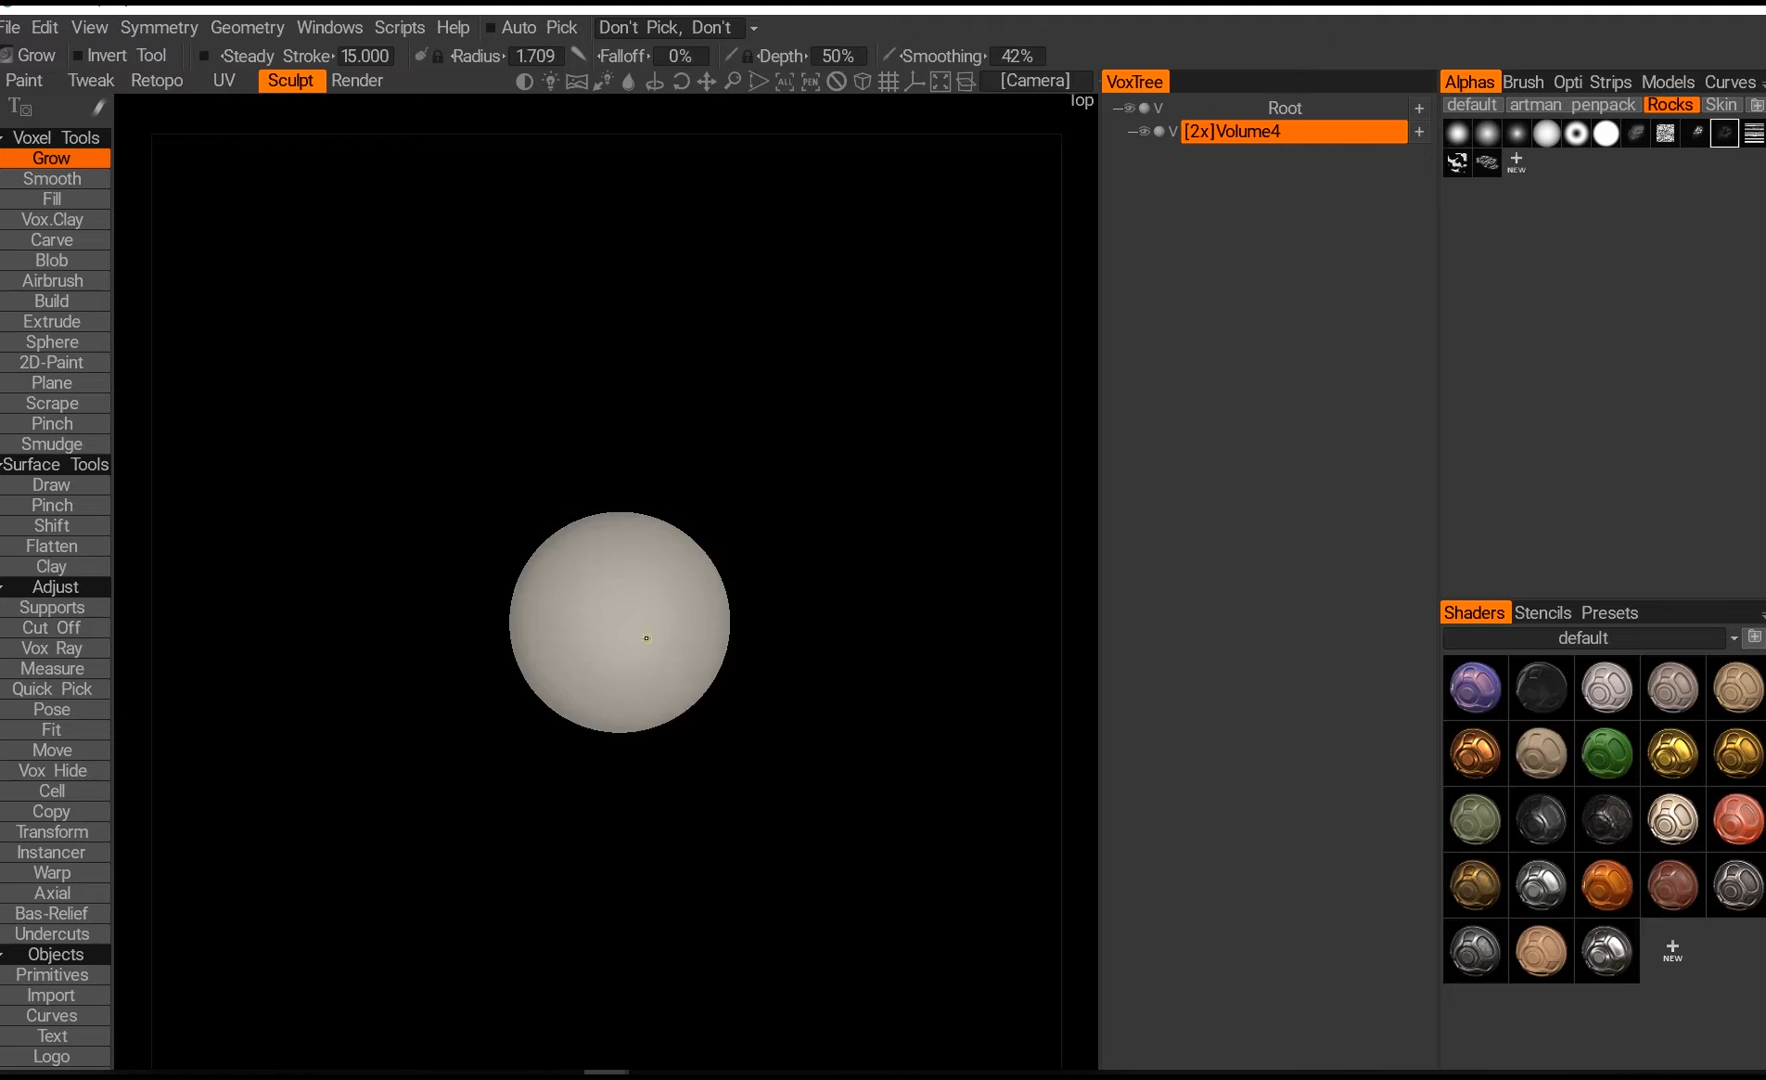 File Edit View Symmetry Geometry Windows Scripts Help Auto Pick Don't Pick, Don't
Grow Invert Tool Steady Stroke 15.000 Radius 1.709 Falloff 0% Depth 50% Smoothing 42%
Paint Tweak Retopo UV Sculpt Render [Camera]
Top
Voxel Tools
Grow
Smooth
Fill
Vox.Clay
Carve
Blob
Airbrush
Build
Extrude
Sphere
2D-Paint
Plane
Scrape
Pinch
Smudge
Surface Tools
Draw
Pinch
Shift
Flatten
Clay
Adjust
Supports
Cut Off
Vox Ray
Measure
Quick Pick
Pose
Fit
Move
Vox Hide
Cell
Copy
Transform
Instancer
Warp
Axial
Bas-Relief
Undercuts
Objects
Primitives
Import
Curves
Text
Logo
VoxTree
V Root +
V [2x]Volume4 +
Alphas Brush Opti Strips Models Curves
default artman penpack Rocks Skin
NEW
Shaders Stencils Presets
default
NEW